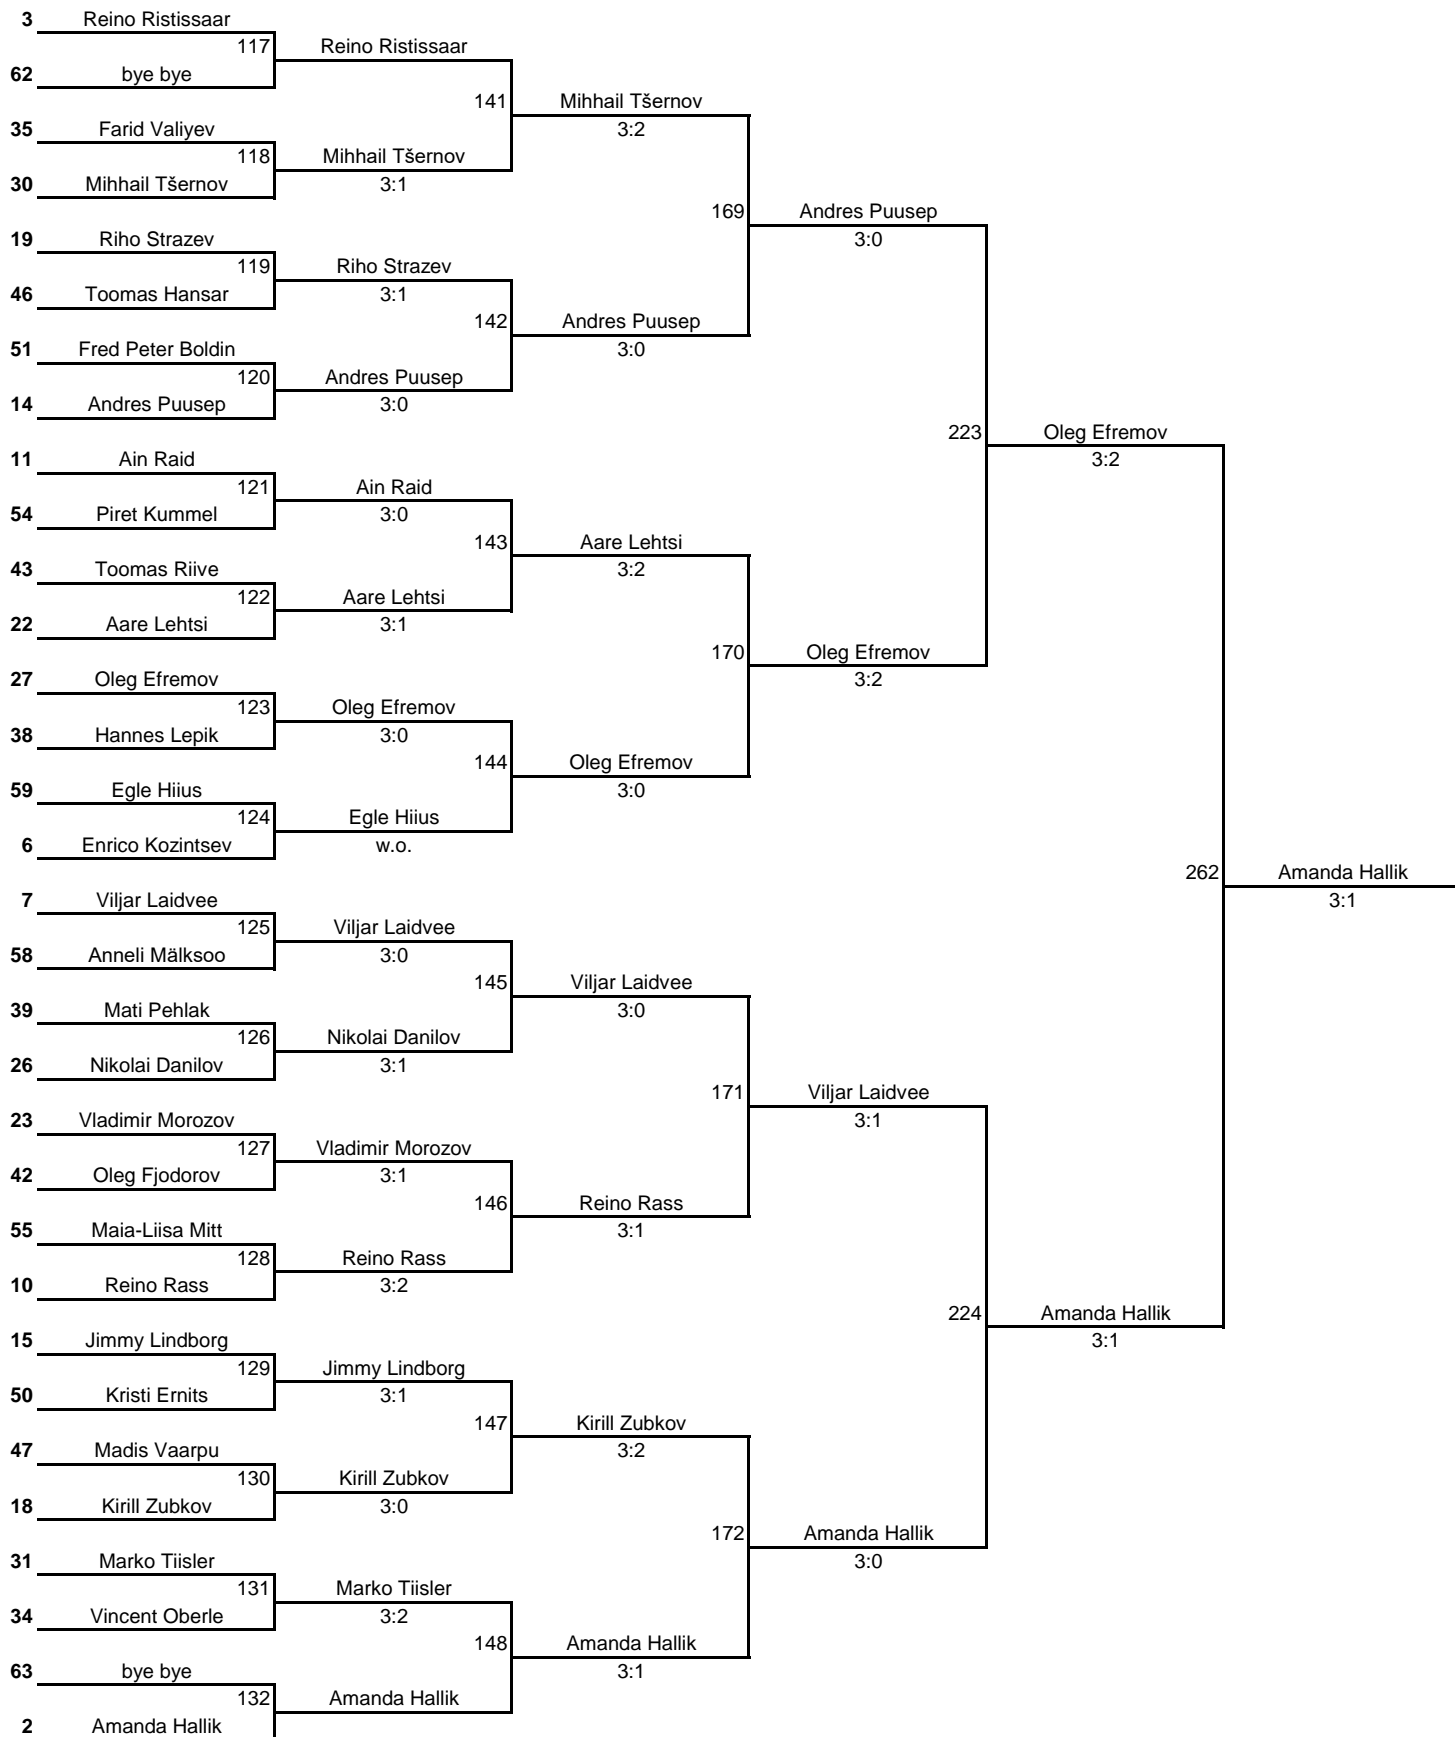 3 Reino Ristissaar
117 Reino Ristissaar
62 bye bye
141 Mihhail Tšernov
35 Farid Valiyev 3:2
118 Mihhail Tšernov
30 Mihhail Tšernov 3:1
169 Andres Puusep
19 Riho Strazev 3:0
119 Riho Strazev
46 Toomas Hansar 3:1
142 Andres Puusep
51 Fred Peter Boldin 3:0
120 Andres Puusep
14 Andres Puusep 3:0
223 Oleg Efremov
11 Ain Raid 3:2
121 Ain Raid
54 Piret Kummel 3:0
143 Aare Lehtsi
43 Toomas Riive 3:2
122 Aare Lehtsi
22 Aare Lehtsi 3:1
170 Oleg Efremov
27 Oleg Efremov 3:2
123 Oleg Efremov
38 Hannes Lepik 3:0
144 Oleg Efremov
59 Egle Hiius 3:0
124 Egle Hiius
6 Enrico Kozintsev w.o.
262 Amanda Hallik
7 Viljar Laidvee 3:1
125 Viljar Laidvee
58 Anneli Mälksoo 3:0
145 Viljar Laidvee
39 Mati Pehlak 3:0
126 Nikolai Danilov
26 Nikolai Danilov 3:1
171 Viljar Laidvee
23 Vladimir Morozov 3:1
127 Vladimir Morozov
42 Oleg Fjodorov 3:1
146 Reino Rass
55 Maia-Liisa Mitt 3:1
128 Reino Rass
10 Reino Rass 3:2
224 Amanda Hallik
15 Jimmy Lindborg 3:1
129 Jimmy Lindborg
50 Kristi Ernits 3:1
147 Kirill Zubkov
47 Madis Vaarpu 3:2
130 Kirill Zubkov
18 Kirill Zubkov 3:0
172 Amanda Hallik
31 Marko Tiisler 3:0
131 Marko Tiisler
34 Vincent Oberle 3:2
148 Amanda Hallik
63 bye bye 3:1
132 Amanda Hallik
2 Amanda Hallik